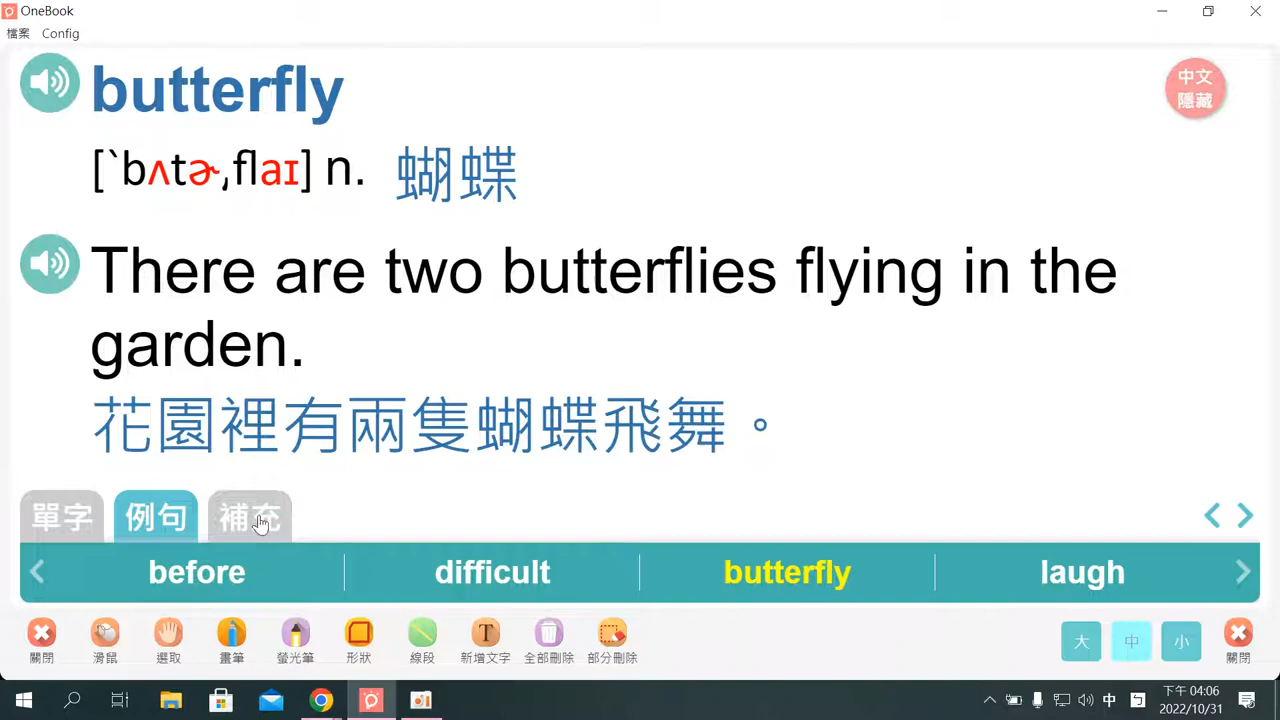 OneBook
檔案 Config
butterfly
中文
隱藏
[ˋbʌtɚ͵flaɪ] n. 蝴蝶
There are two butterflies flying in the
garden.
花園裡有兩隻蝴蝶飛舞。
單字 例句 補充
before difficult butterfly laugh
關閉 滑鼠 選取 畫筆 螢光筆 形狀 線段 新增文字 全部刪除 部分刪除 大 中 小 關閉
中 下午 04:06
2022/10/31